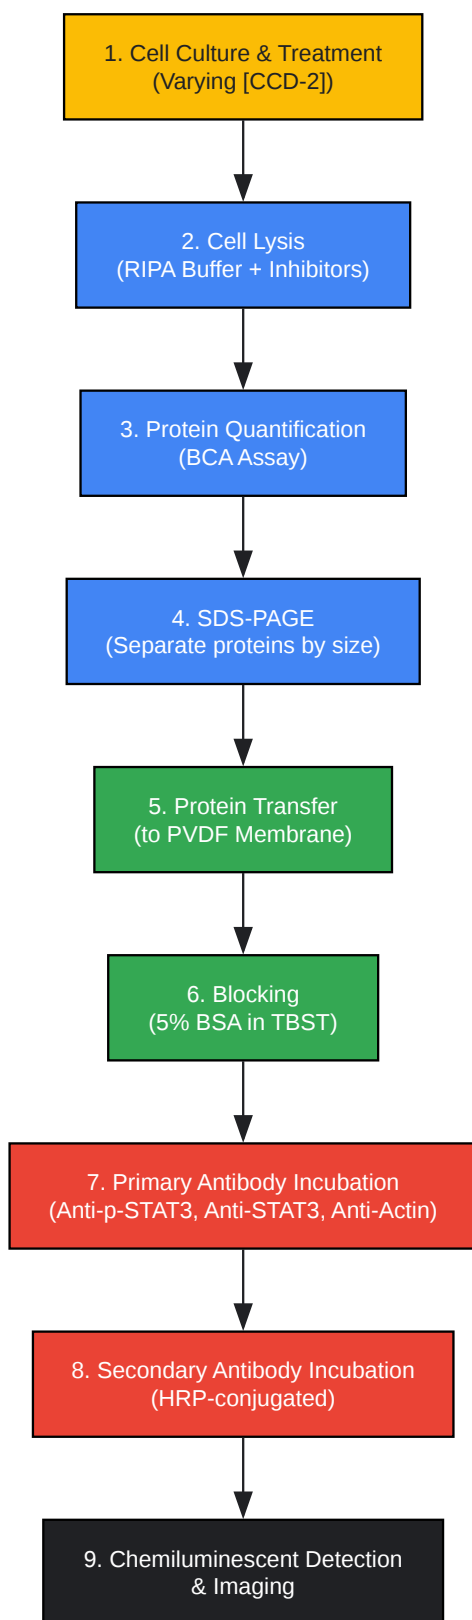 1. Cell Culture & Treatment
(Varying [CCD-2])
2. Cell Lysis
(RIPA Buffer + Inhibitors)
3. Protein Quantification
(BCA Assay)
4. SDS-PAGE
(Separate proteins by size)
5. Protein Transfer
(to PVDF Membrane)
6. Blocking
(5% BSA in TBST)
7. Primary Antibody Incubation
(Anti-p-STAT3, Anti-STAT3, Anti-Actin)
8. Secondary Antibody Incubation
(HRP-conjugated)
9. Chemiluminescent Detection
& Imaging